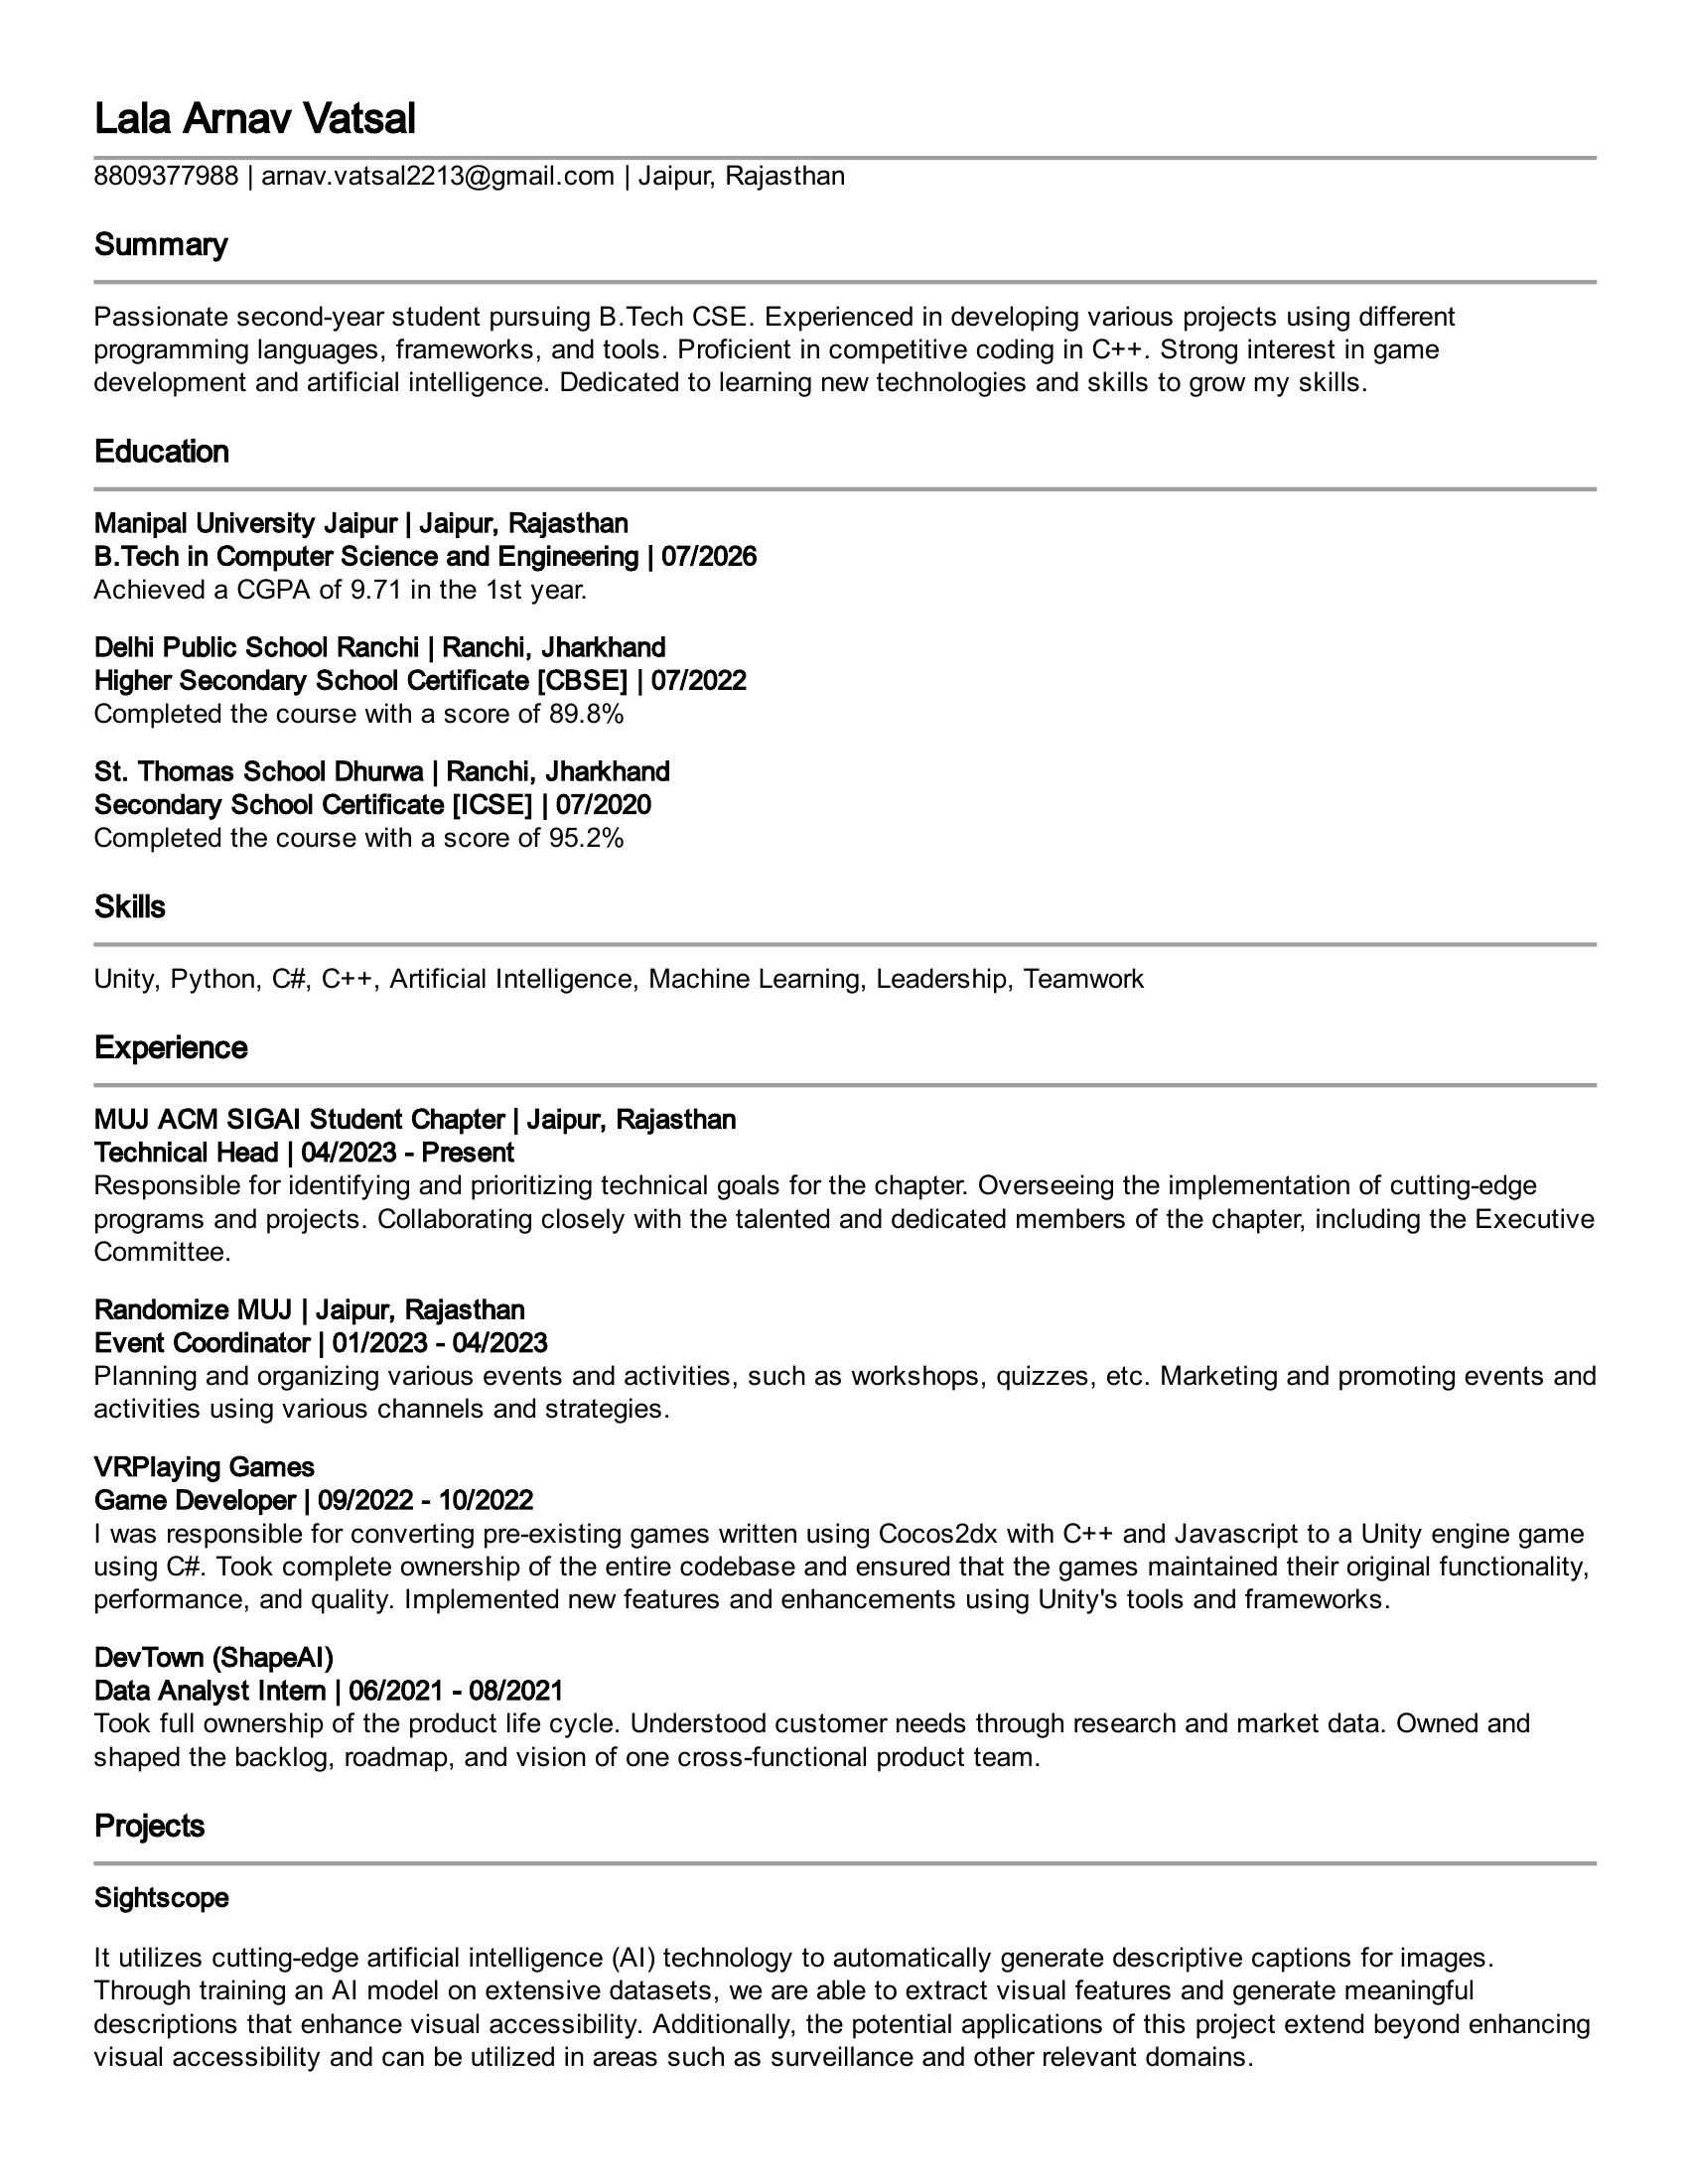 Lala Arnav Vatsal
8809377988 | arnav.vatsal2213@gmail.com | Jaipur, Rajasthan
Summary
Passionate second-year student pursuing B.Tech CSE. Experienced in developing various projects using different
programming languages, frameworks, and tools. Proficient in competitive coding in C++. Strong interest in game
development and artificial intelligence. Dedicated to learning new technologies and skills to grow my skills.
Education
Manipal University Jaipur | Jaipur, Rajasthan
B.Tech in Computer Science and Engineering | 07/2026
Achieved a CGPA of 9.71 in the 1st year.
Delhi Public School Ranchi | Ranchi, Jharkhand
Higher Secondary School Certificate [CBSE] | 07/2022
Completed the course with a score of 89.8%
St. Thomas School Dhurwa | Ranchi, Jharkhand
Secondary School Certificate [ICSE] | 07/2020
Completed the course with a score of 95.2%
Skills
Unity, Python, C#, C++, Artificial Intelligence, Machine Learning, Leadership, Teamwork
Experience
MUJ ACM SIGAI Student Chapter | Jaipur, Rajasthan
Technical Head | 04/2023 - Present
Responsible for identifying and prioritizing technical goals for the chapter. Overseeing the implementation of cutting-edge
programs and projects. Collaborating closely with the talented and dedicated members of the chapter, including the Executive
Committee.
Randomize MUJ | Jaipur, Rajasthan
Event Coordinator | 01/2023 - 04/2023
Planning and organizing various events and activities, such as workshops, quizzes, etc. Marketing and promoting events and
activities using various channels and strategies.
VRPlaying Games
Game Developer | 09/2022 - 10/2022
I was responsible for converting pre-existing games written using Cocos2dx with C++ and Javascript to a Unity engine game
using C#. Took complete ownership of the entire codebase and ensured that the games maintained their original functionality,
performance, and quality. Implemented new features and enhancements using Unity's tools and frameworks.
DevTown (ShapeAI)
Data Analyst Intern | 06/2021 - 08/2021
Took full ownership of the product life cycle. Understood customer needs through research and market data. Owned and
shaped the backlog, roadmap, and vision of one cross-functional product team.
Projects
Sightscope
It utilizes cutting-edge artificial intelligence (AI) technology to automatically generate descriptive captions for images.
Through training an AI model on extensive datasets, we are able to extract visual features and generate meaningful
descriptions that enhance visual accessibility. Additionally, the potential applications of this project extend beyond enhancing
visual accessibility and can be utilized in areas such as surveillance and other relevant domains.